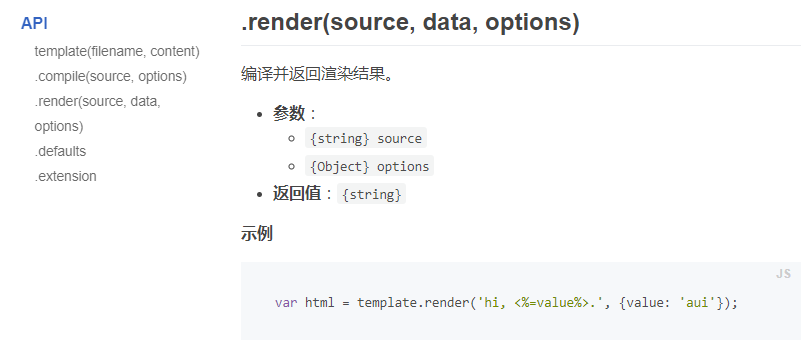 API
template(filename, content)
.compile(source, options)
.render(source, data,
options)
.defaults
.extension
.render(source, data, options)
编译并返回渲染结果。
参数：
{string} source
{Object} options
返回值：{string}
示例
JS
var html = template.render('hi, <%=value%>.', {value: 'aui'});